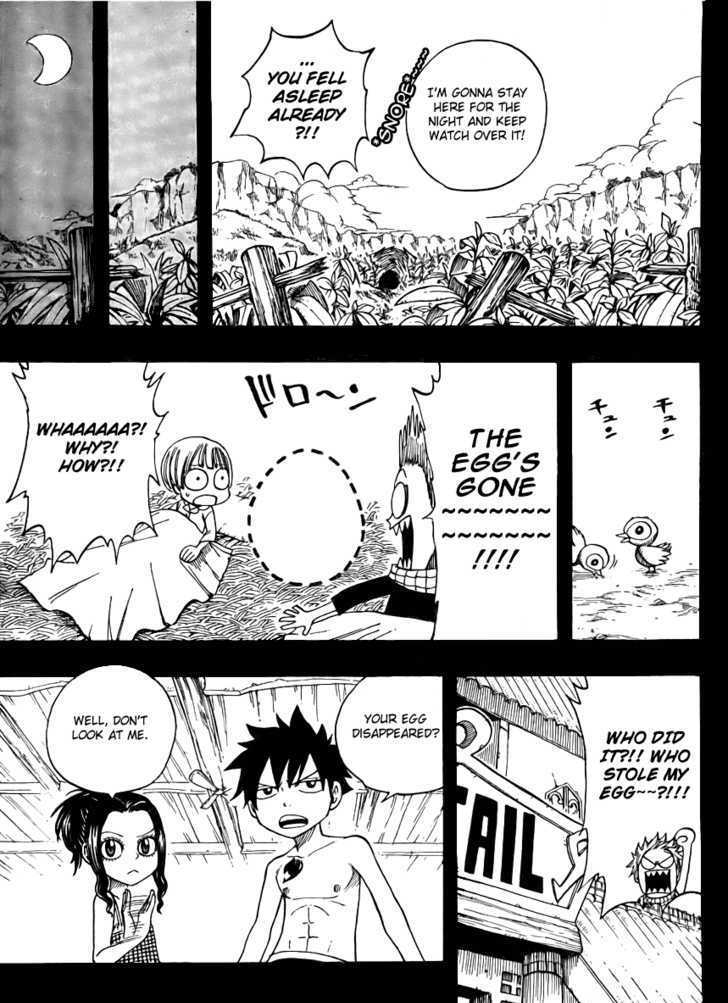 I'M GONNA STAY
HERE FOR THE
NIGHT AND KEEP
WATCH OVER IT!
*SNORE*~~~~
...
YOU FELL
ASLEEP
ALREADY
?!!
チュン
チュン
THE
EGG'S
GONE
~~~~~~~
~~~~~~~
!!!!
ドロ〜ン
WHAAAAAA?!
WHY?!
HOW?!!
WHO DID
IT?!! WHO
STOLE MY
EGG~~?!!!
TAIL
YOUR EGG
DISAPPEARED?
WELL, DON'T
LOOK AT ME.